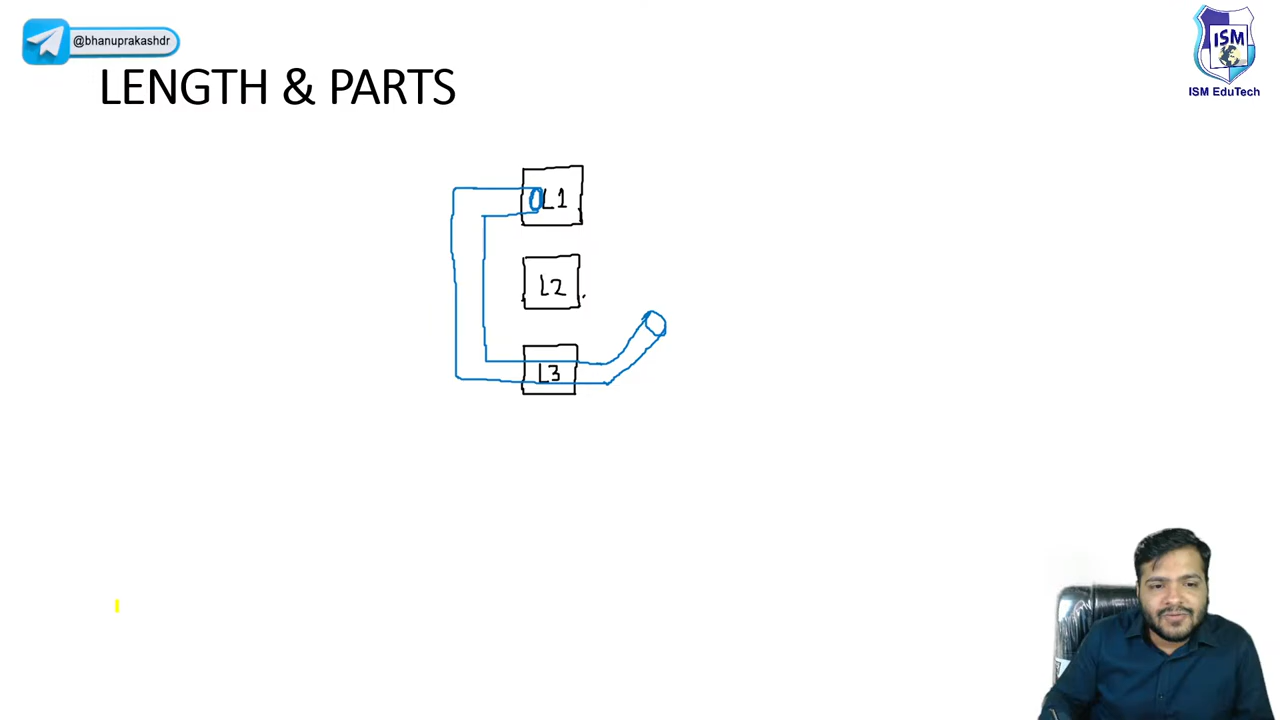 @bhanuprakashdr
ISM
ISM EduTech
LENGTH & PARTS
L1
L2
L3